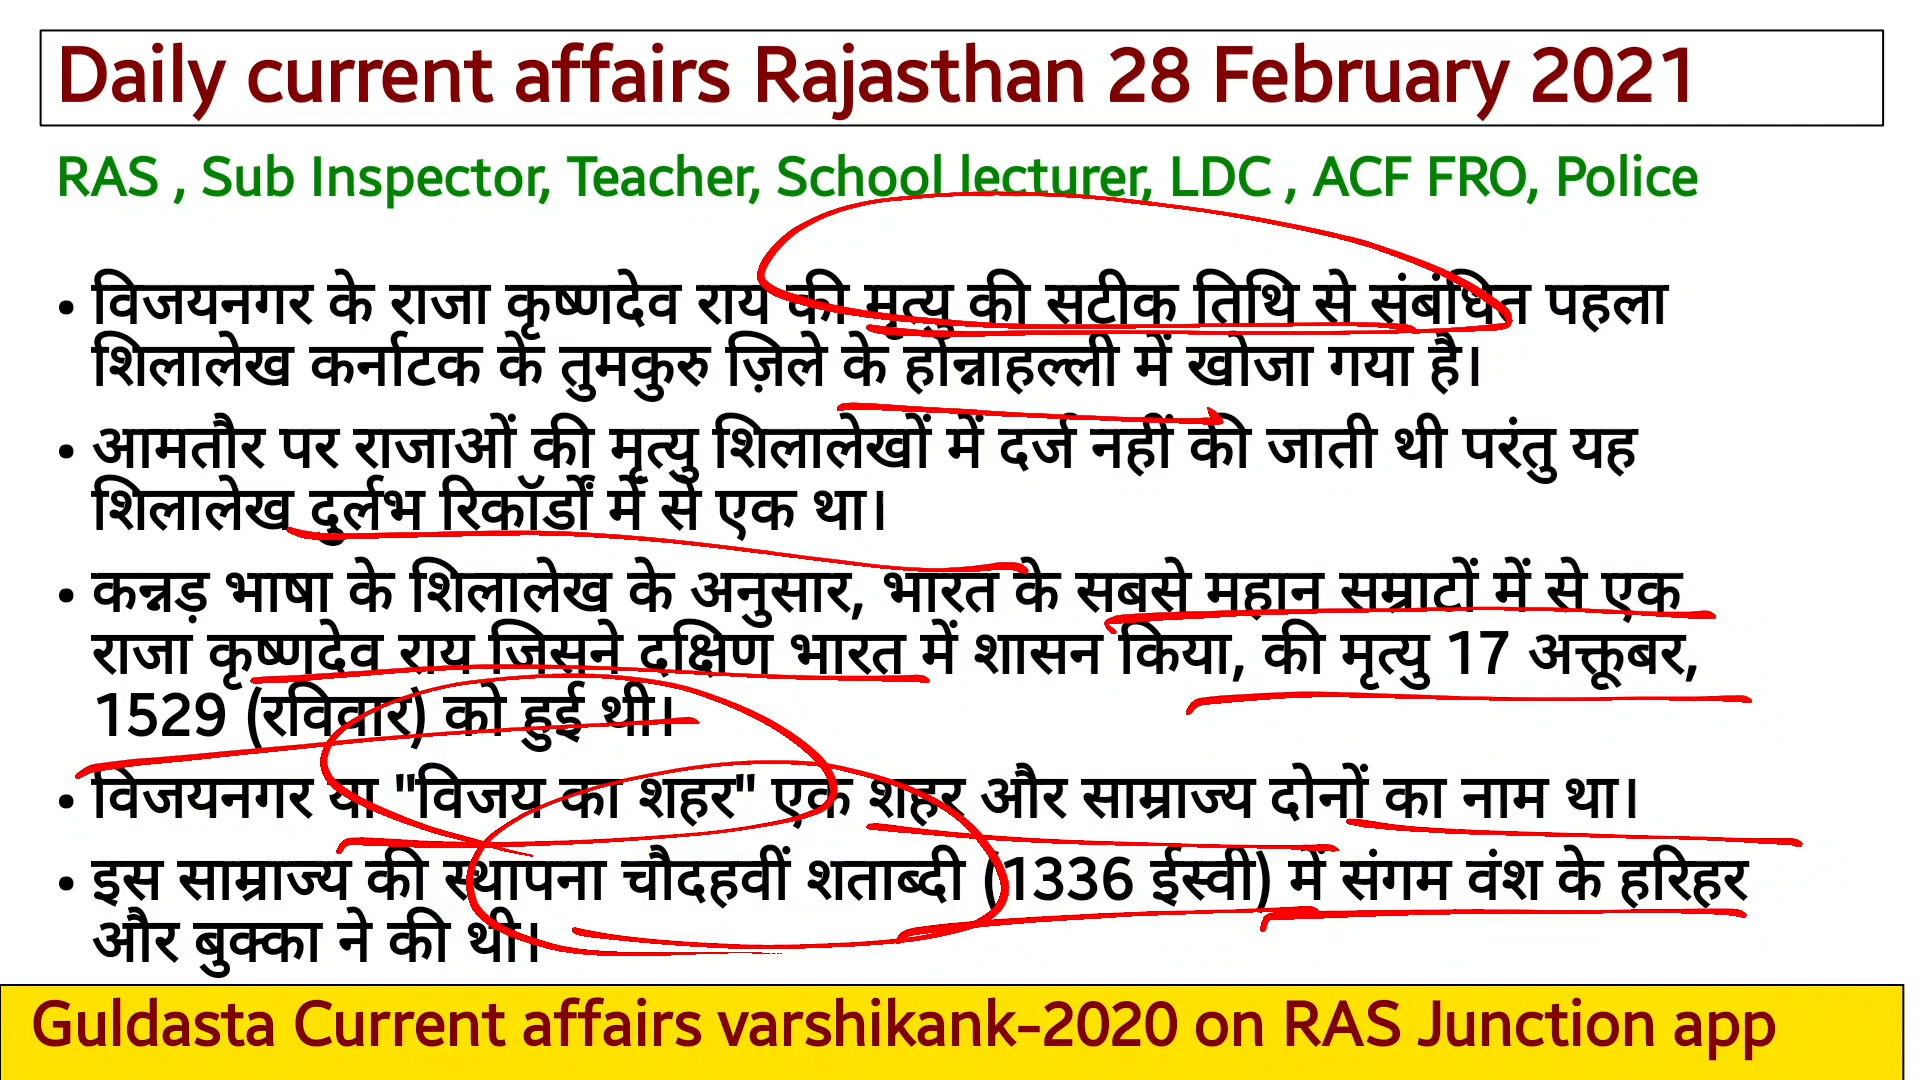 Daily current affairs Rajasthan 28 February 2021
RAS , Sub Inspector, Teacher, School lecturer, LDC , ACF FRO, Police
• विजयनगर के राजा कृष्णदेव राय की मृत्यु की सटीक तिथि से संबंधित पहला
शिलालेख कर्नाटक के तुमकुरु ज़िले के होन्नाहल्ली में खोजा गया है।
• आमतौर पर राजाओं की मृत्यु शिलालेखों में दर्ज नहीं की जाती थी परंतु यह
शिलालेख दुर्लभ रिकॉर्डों में से एक था।
• कन्नड़ भाषा के शिलालेख के अनुसार, भारत के सबसे महान सम्राटों में से एक
राजा कृष्णदेव राय जिसने दक्षिण भारत में शासन किया, की मृत्यु 17 अक्तूबर,
1529 (रविवार) को हुई थी।
• विजयनगर या "विजय का शहर" एक शहर और साम्राज्य दोनों का नाम था।
• इस साम्राज्य की स्थापना चौदहवीं शताब्दी (1336 ईस्वी) में संगम वंश के हरिहर
और बुक्का ने की थी।
Guldasta Current affairs varshikank-2020 on RAS Junction app